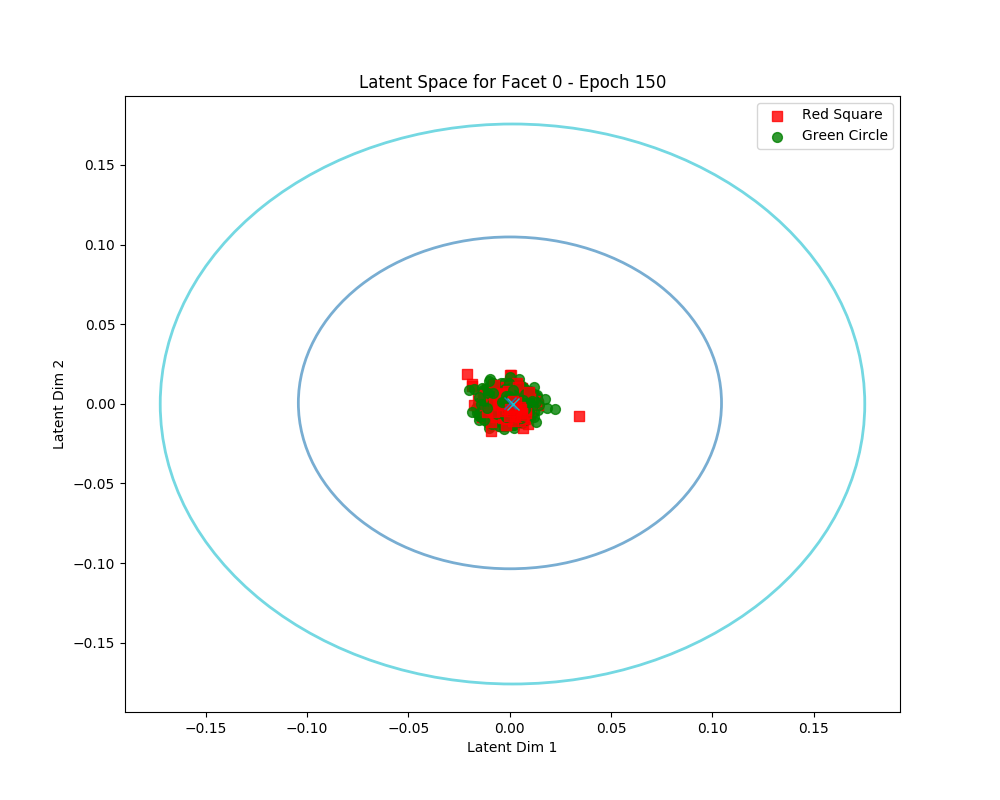 Latent Space for Facet 0 - Epoch 150
Red Square
Green Circle
0.15
0.10
0.05
0.00
−0.05
−0.10
−0.15
Latent Dim 2
−0.15 −0.10 −0.05 0.00 0.05 0.10 0.15
Latent Dim 1